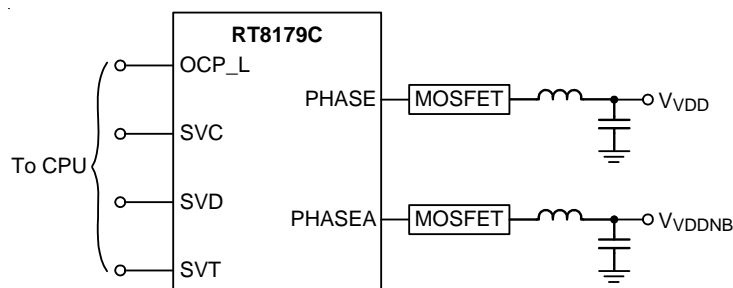 RT8179C
OCP_L
PHASE MOSFET VVDD
SVC
To CPU
SVD
PHASEA MOSFET VVDDNB
SVT